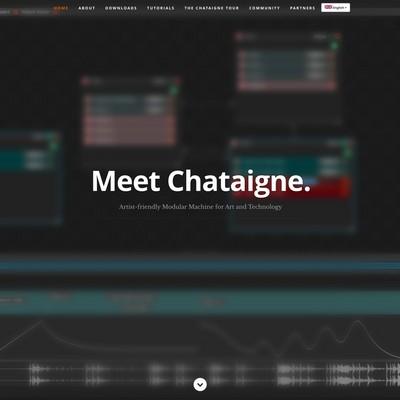 HOME ABOUT DOWNLOADS TUTORIALS THE CHATAIGNE TOUR COMMUNITY PARTNERS English
Meet Chataigne.
Artist-friendly Modular Machine for Art and Technology